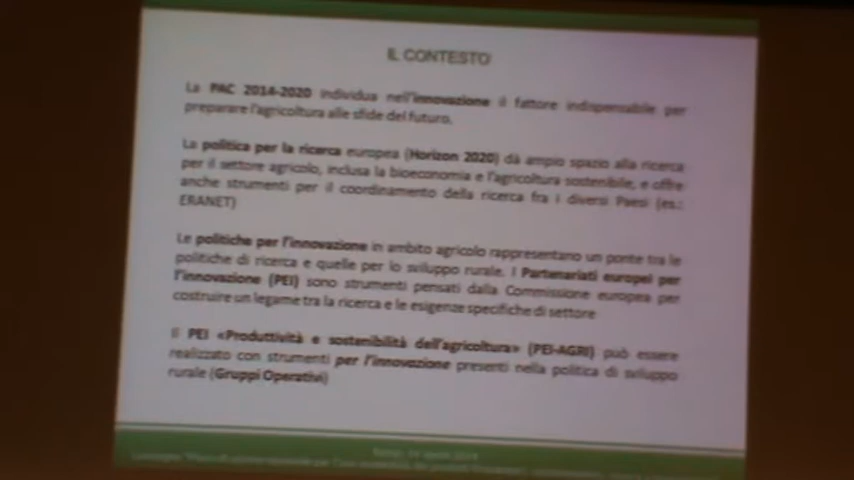 IL CONTESTO
La PAC 2014-2020 individua nell'innovazione il fattore indispensabile per
preparare l'agricoltura alle sfide del futuro.
La politica per la ricerca europea (Horizon 2020) dà ampio spazio alla ricerca
per il settore agricolo, inclusa la bioeconomia e l'agricoltura sostenibile, e offre
anche strumenti per il coordinamento della ricerca fra i diversi Paesi (es.:
ERANET)
Le politiche per l'innovazione in ambito agricolo rappresentano un ponte tra le
politiche di ricerca e quelle per lo sviluppo rurale. I Partenariati europei per
l'innovazione (PEI) sono strumenti pensati dalla Commissione europea per
costruire un legame tra la ricerca e le esigenze specifiche di settore
Il PEI «Produttività e sostenibilità dell'agricoltura» (PEI-AGRI) può essere
realizzato con strumenti per l'innovazione presenti nella politica di sviluppo
rurale (Gruppi Operativi)